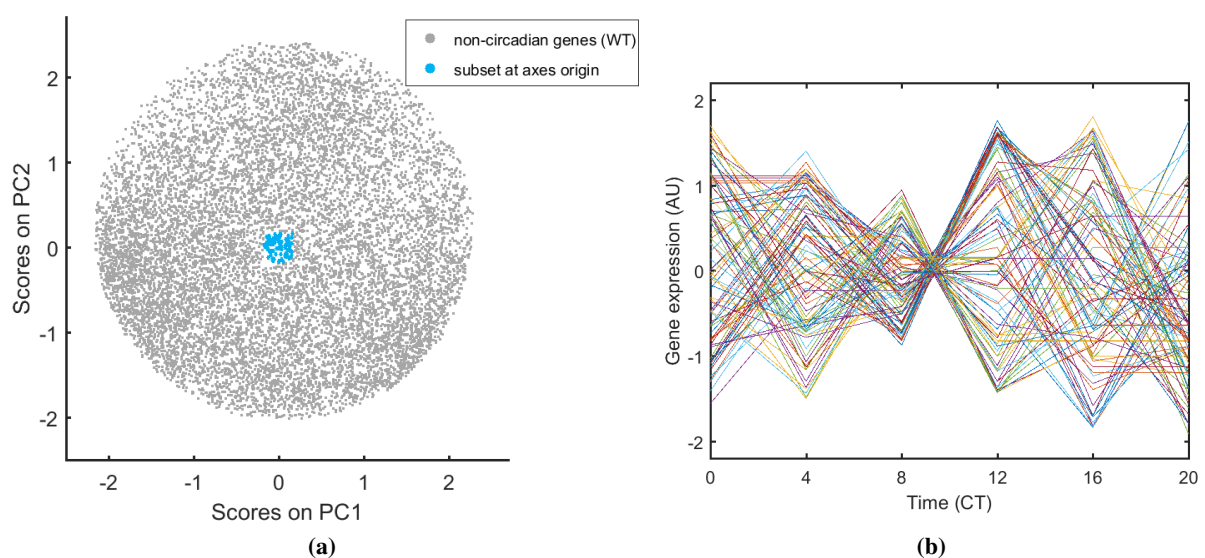 non-circadian genes (WT)
subset at axes origin
Scores on PC2
2
1
0
-1
-2
-2
-1
0
1
2
Scores on PC1
(a)
Gene expression (AU)
2
1
0
-1
-2
0
4
8
12
16
20
Time (CT)
(b)